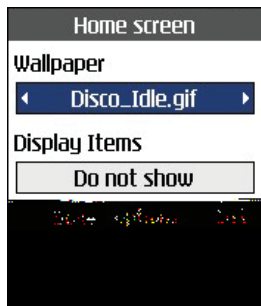 Home screen
Wallpaper
Disco_Idle.gif
Display Items
Do not show